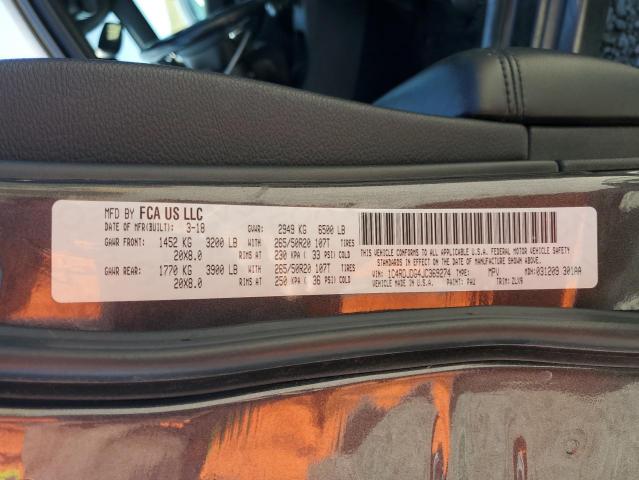 MFD BY FCA US LLC
DATE OF MFR(BUILT): 3-18 GVWR: 2949 KG 6500 LB
GAWR FRONT: 1452 KG 3200 LB WITH 265/50R20 107T TIRES
20X8.0 RIMS AT 230 KPA ( 33 PSI) COLD
GAWR REAR: 1770 KG 3900 LB WITH 265/50R20 107T TIRES
20X8.0 RIMS AT 250 KPA ( 36 PSI) COLD
THIS VEHICLE CONFORMS TO ALL APPLICABLE U.S.A. FEDERAL MOTOR VEHICLE SAFETY
STANDARDS IN EFFECT ON THE DATE OF MANUFACTURE SHOWN ABOVE.
VIN: 1C4RDJDG4JC369274 TYPE: MPV MDH: 031209 301AA
VEHICLE MADE IN U.S.A. PAINT: PAU TRIM: ZLX9